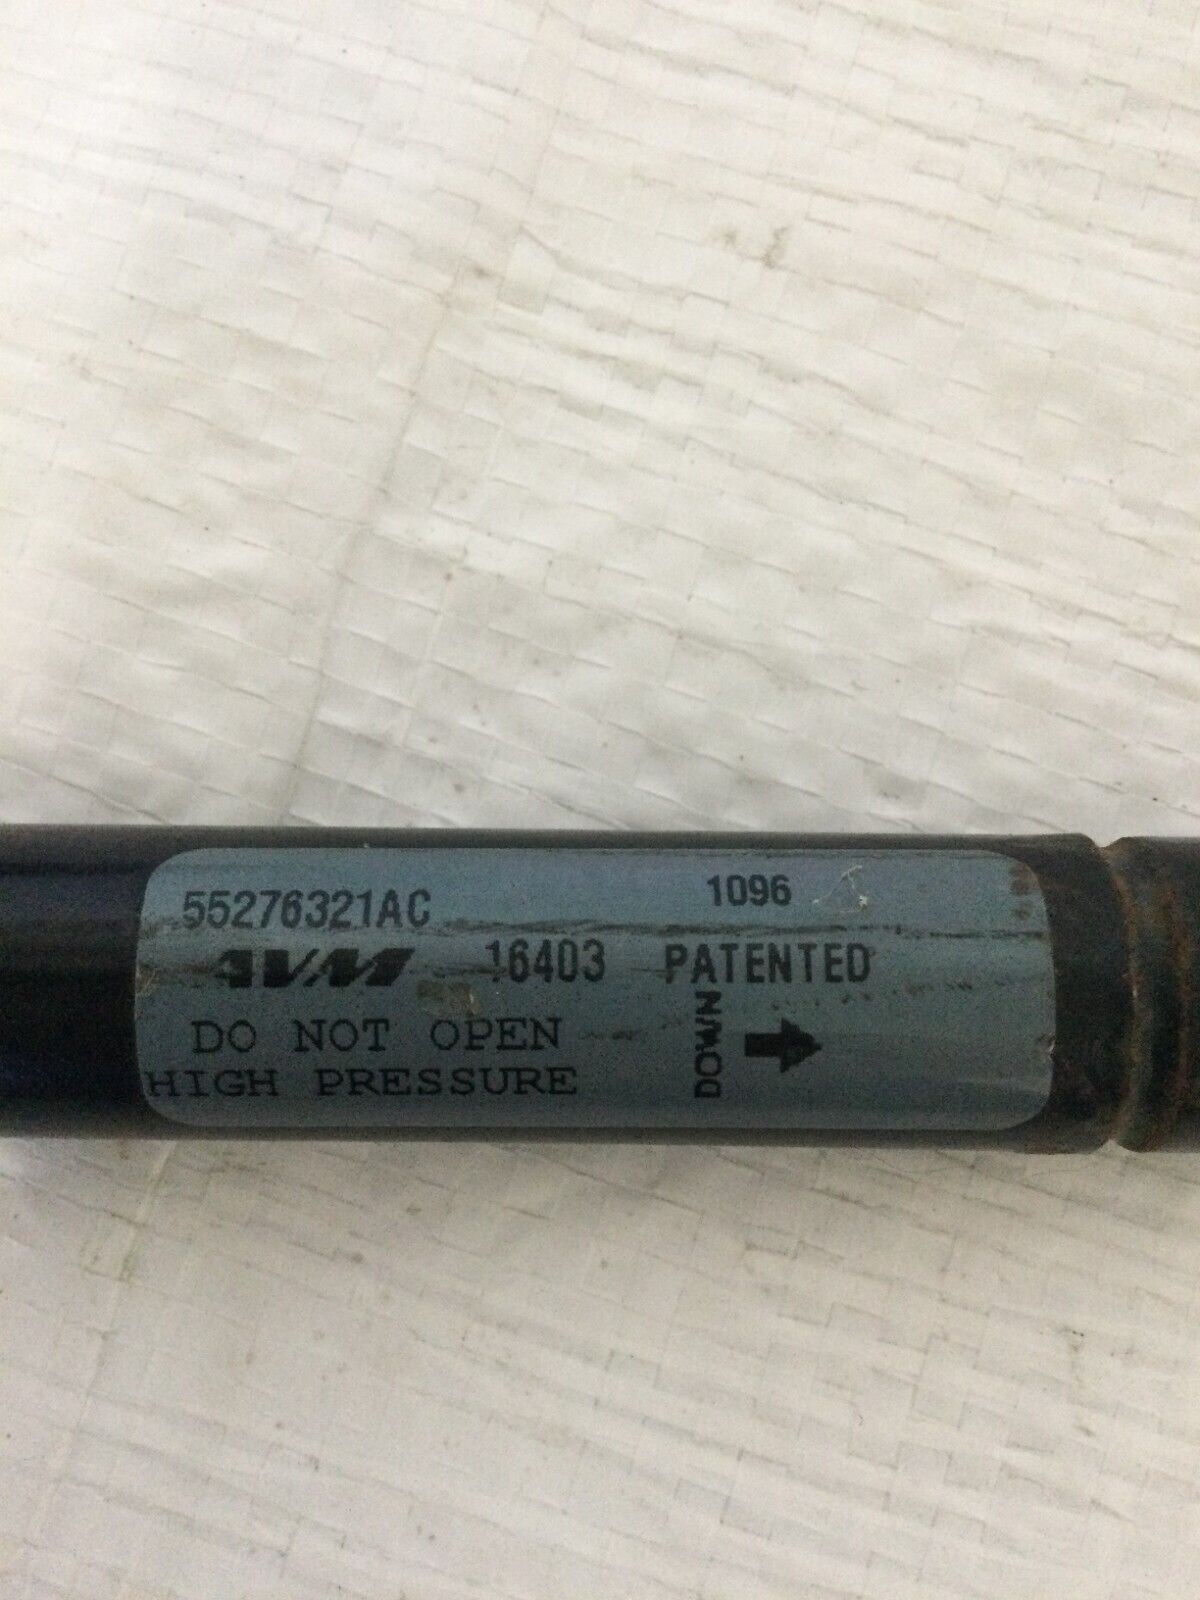 55276321AC 1096
AVM 16403 PATENTED
DO NOT OPEN
HIGH PRESSURE
DOWN